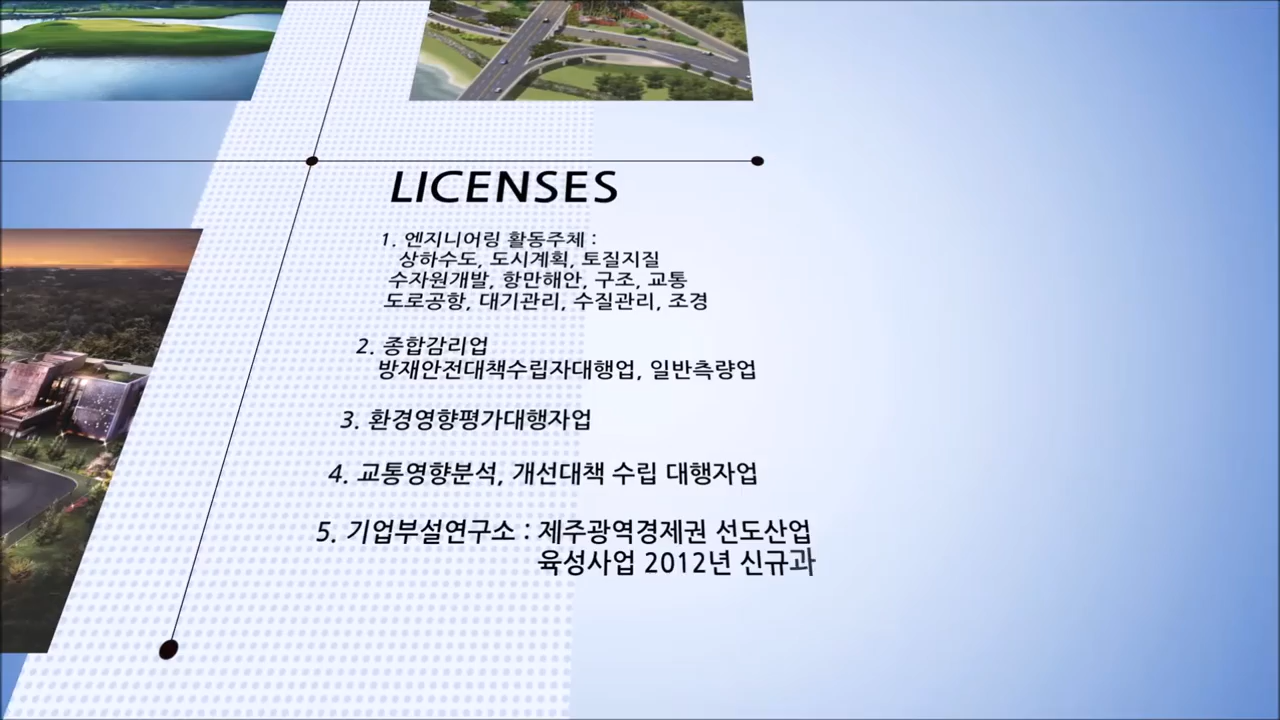 LICENSES
1. 엔지니어링 활동주체 :
상하수도, 도시계획, 토질지질
수자원개발, 항만해안, 구조, 교통
도로공항, 대기관리, 수질관리, 조경
2. 종합감리업
방재안전대책수립자대행업, 일반측량업
3. 환경영향평가대행자업
4. 교통영향분석, 개선대책 수립 대행자업
5. 기업부설연구소 : 제주광역경제권 선도산업
육성사업 2012년 신규과